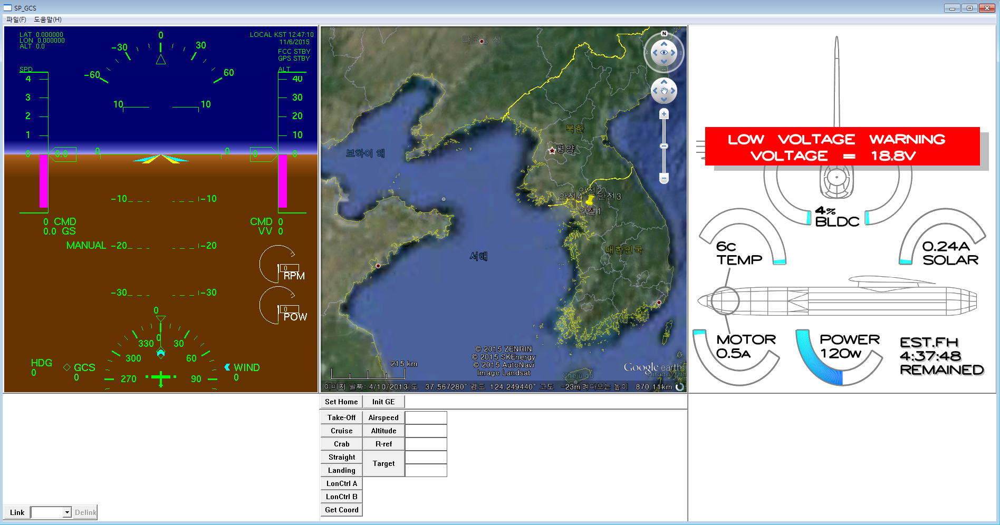 SP_GCS
파일(F) 도움말(H)
LAT 0.000000
LON 0.000000
ALT 0.0
LOCAL KST 12:47:10
11/6/2015
FCC STBY
GPS STBY
0
-30
30
-60
60
SPD
ALT
4
40
3
30
2
20
1
10
0
0
10
10
0.0
0
0
0
-10
-10
0 CMD
0.0 GS
CMD 0
VV 0
MANUAL
-20
-20
0
RPM
-30
-30
0
POW
0
0
330
30
300
60
270
90
HDG
0
GCS
0
WIND
0
N
북한
평양
보하이 해
안전2
안전4
안전3
안전1
대한민국
서해
215 km
© 2015 ZENRIN
© 2015 SKEnergy
© 2015 AutoNavi
Image Landsat
Google earth
Cheju do
이미지 날짜: 4/10/2013 37.567280° 경도 124.249440° 고도 -23m 높이 870.11km
LOW VOLTAGE WARNING
VOLTAGE = 18.8V
4%
BLDC
6c
TEMP
0.24A
SOLAR
MOTOR
0.5A
POWER
120w
EST.FH
4:37:48
REMAINED
Set Home
Init GE
Take-Off
Airspeed
Cruise
Altitude
Crab
R-ref
Straight
Target
Landing
LonCtrl A
LonCtrl B
Get Coord
Link
Delink